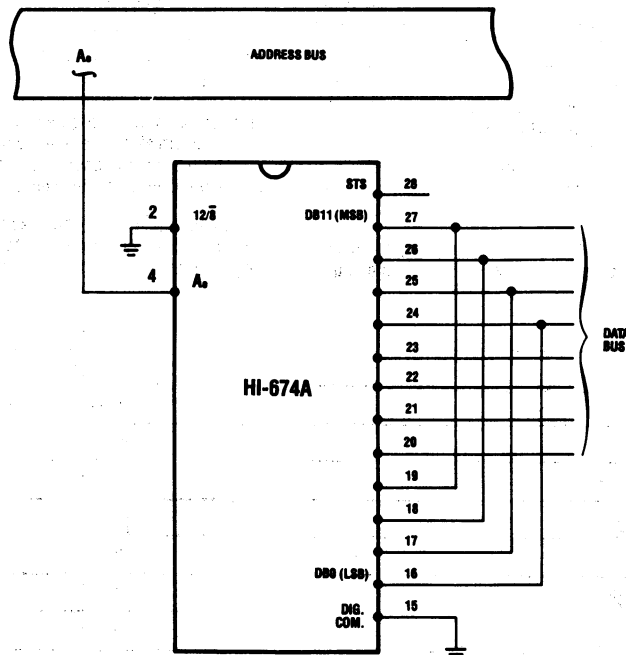 ADDRESS BUS
A₀
STS 28
2 12/8̅ DB11 (MSB) 27
26
4 A₀ 25
24
23
DATA BUS
22
HI-674A
21
20
19
18
17
DB0 (LSB) 16
DIG. COM. 15